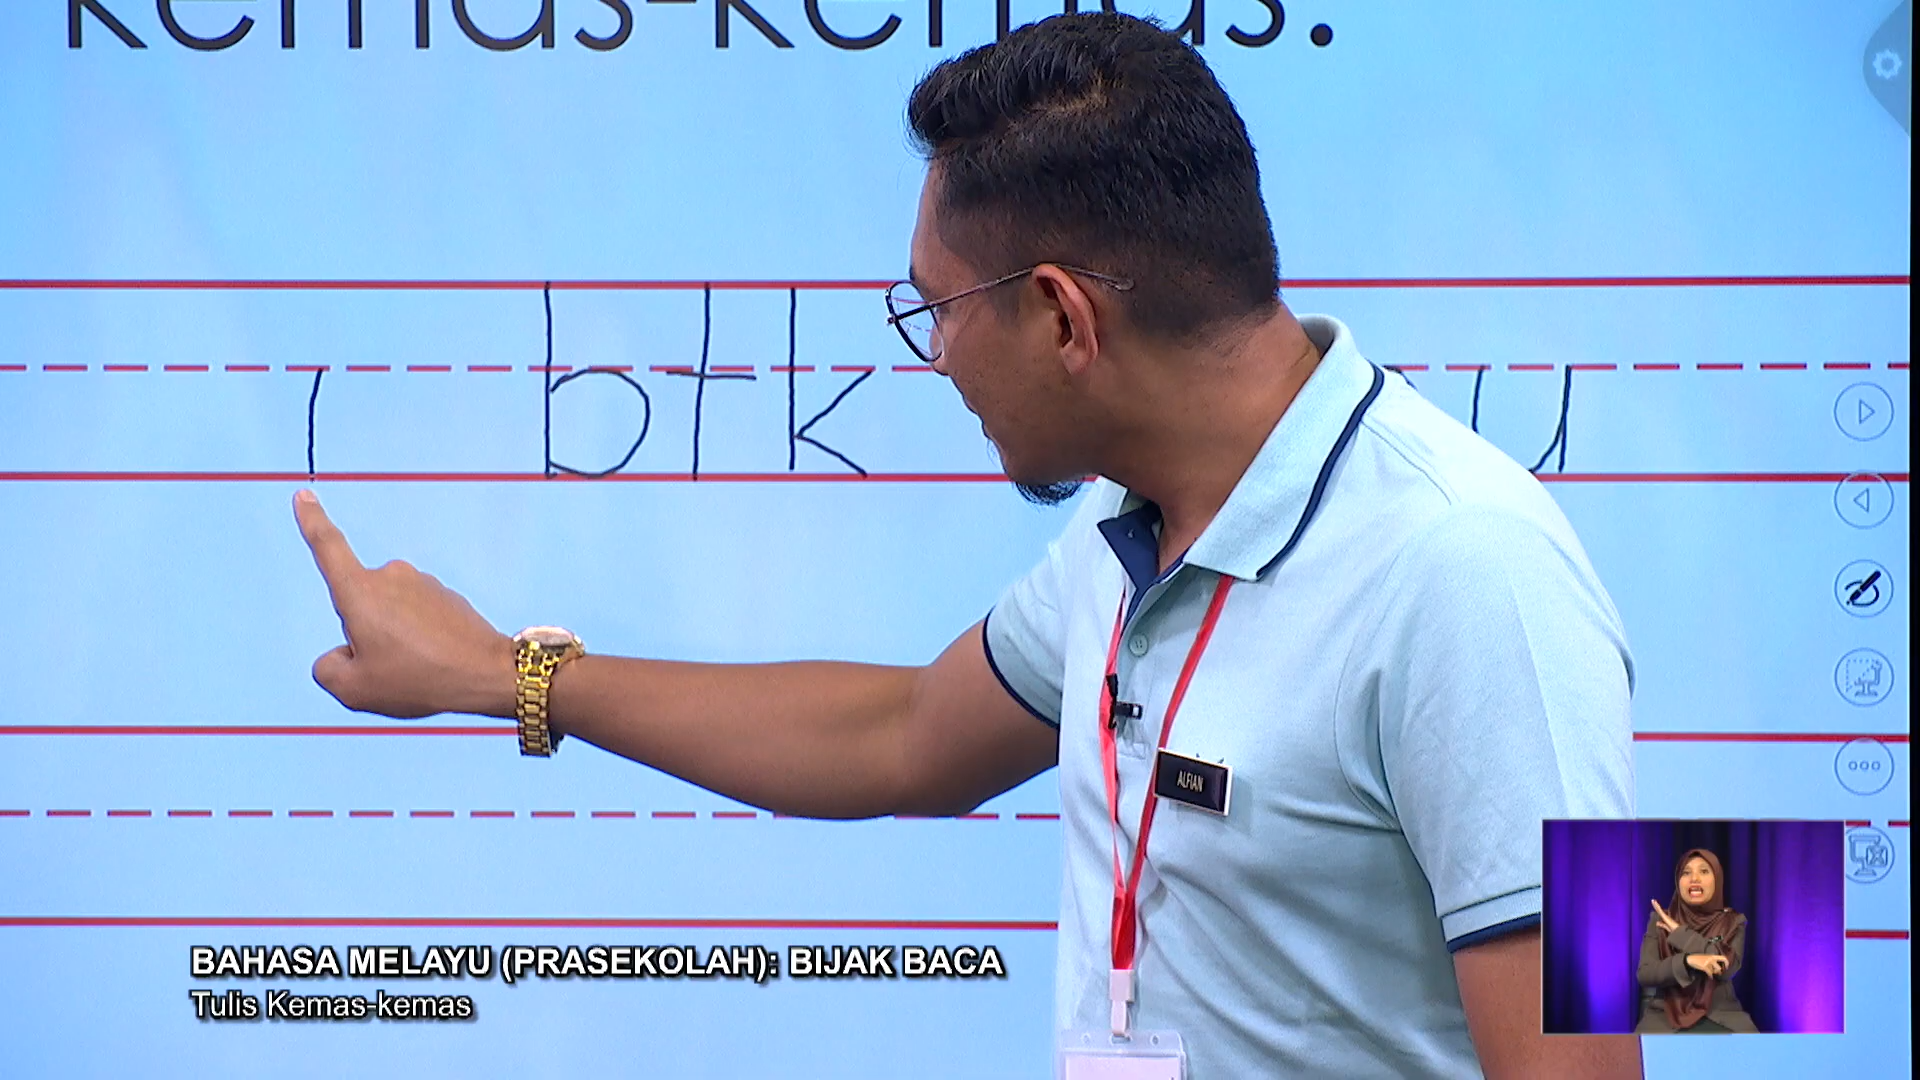 kemas-kemas.
ı btk u
ALFIAN
BAHASA MELAYU (PRASEKOLAH): BIJAK BACA
Tulis Kemas-kemas